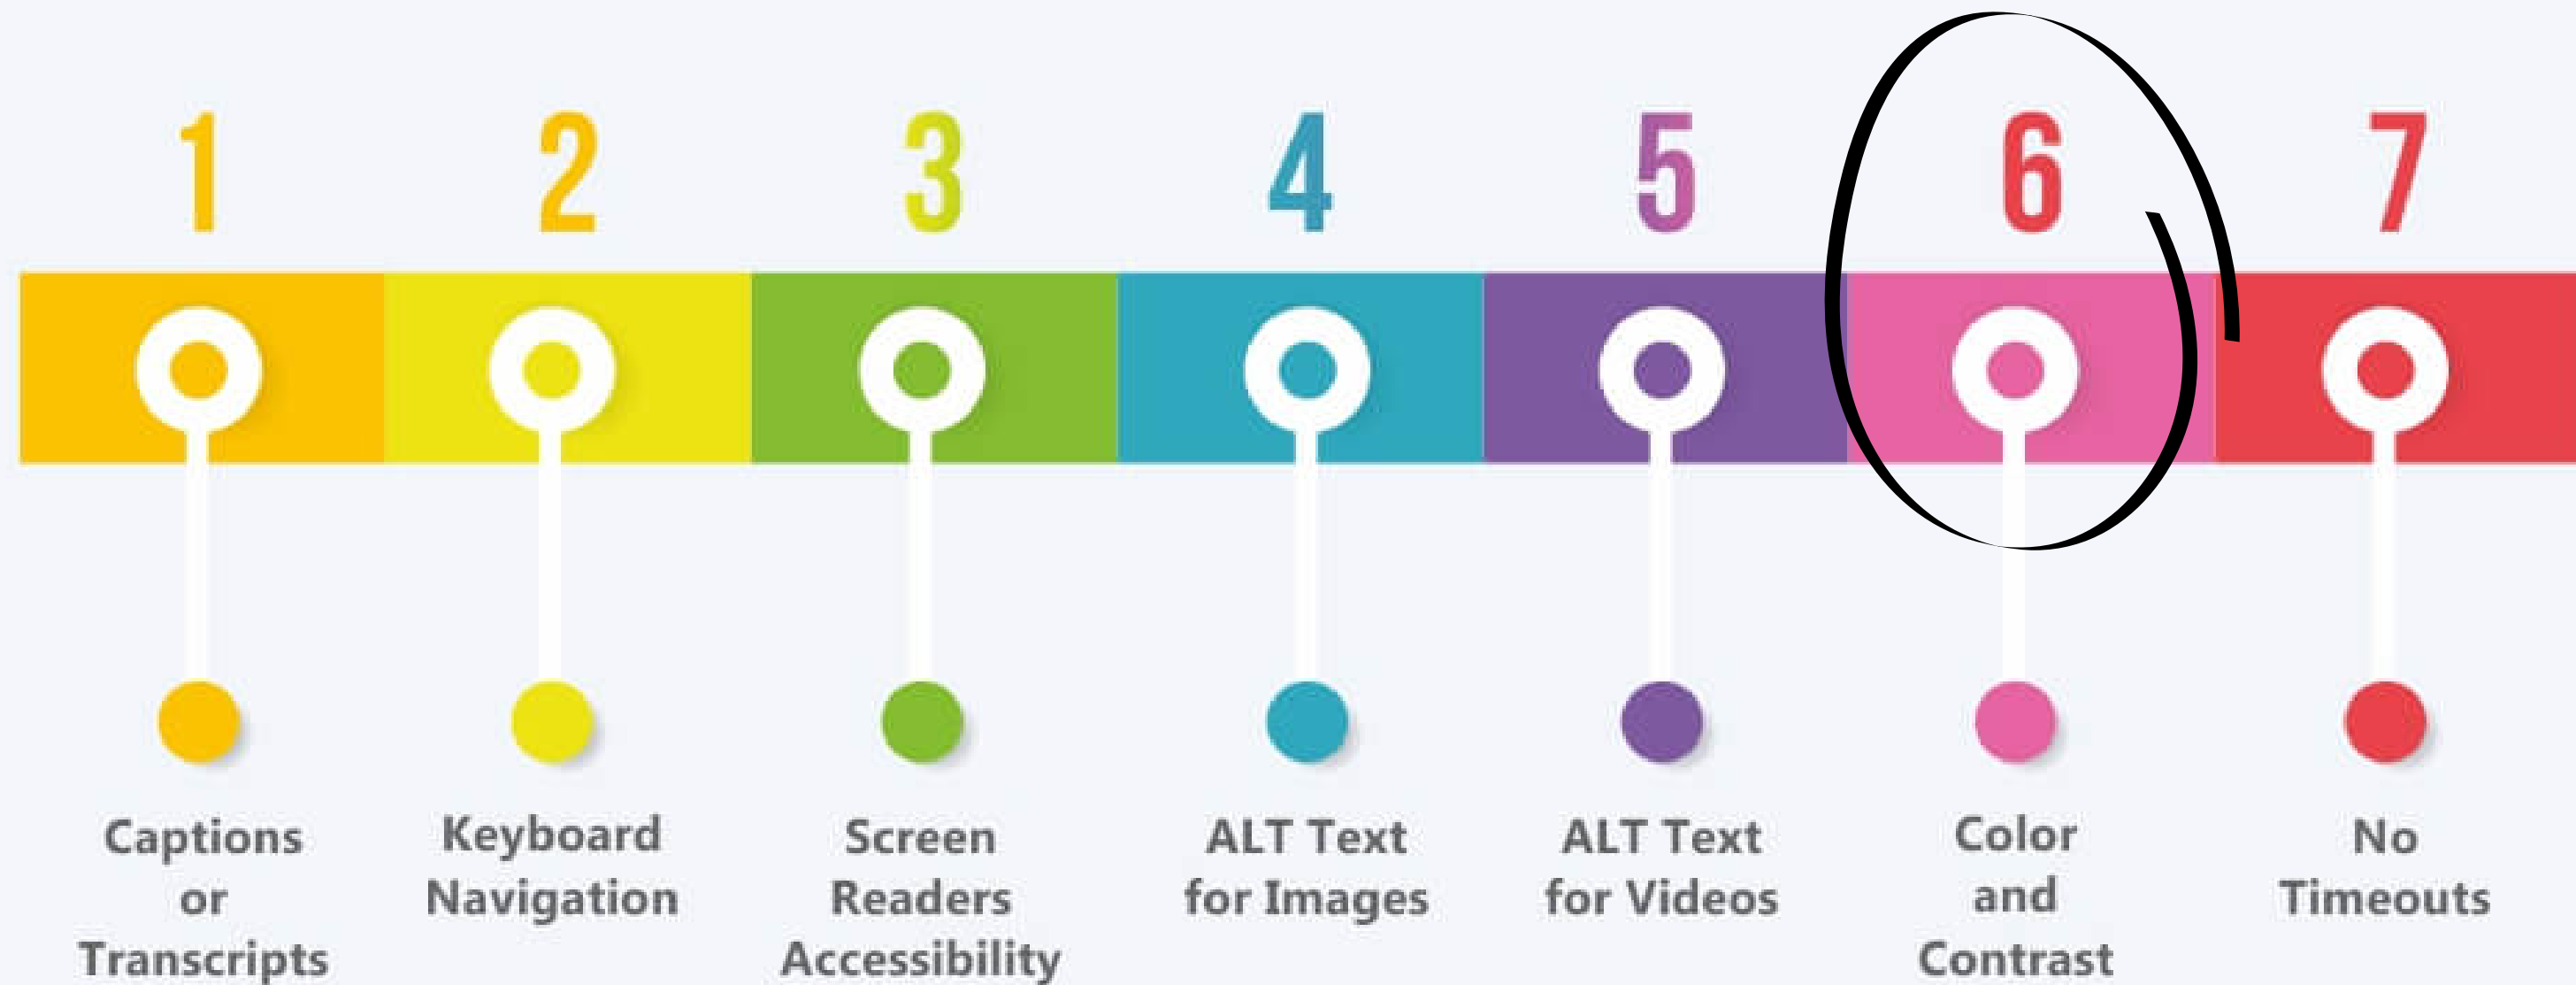 1
2
3
4
5
6
7
Captions
or
Transcripts
Keyboard
Navigation
Screen
Readers
Accessibility
ALT Text
for Images
ALT Text
for Videos
Color
and
Contrast
No
Timeouts